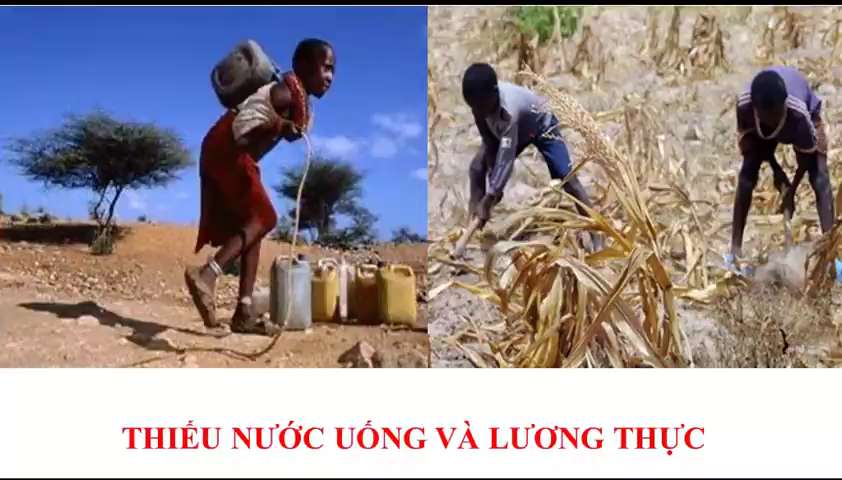 THIẾU NƯỚC UỐNG VÀ LƯƠNG THỰC